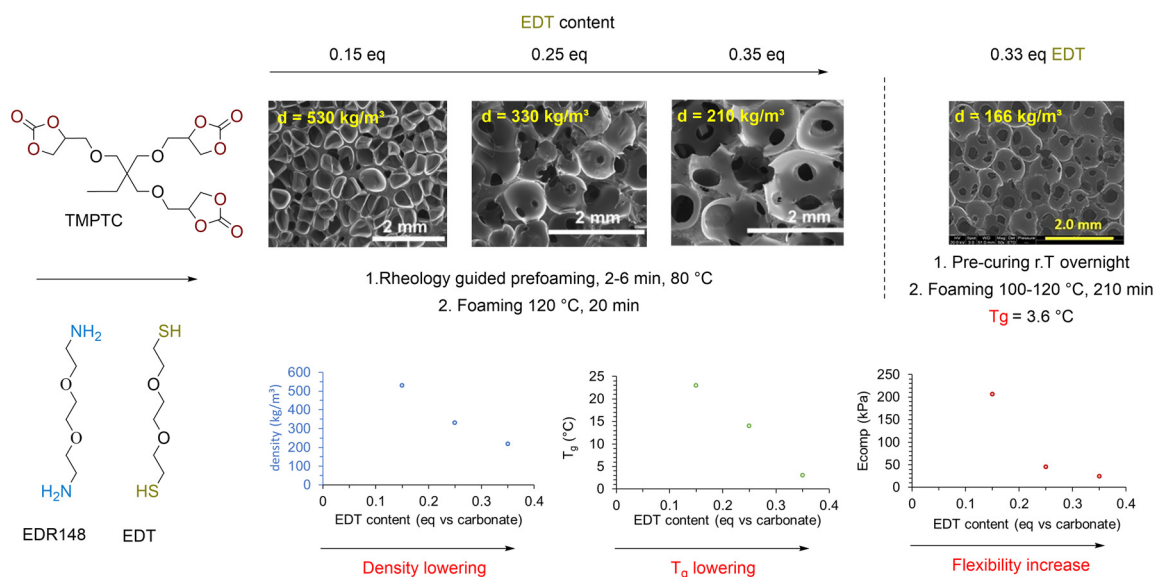 EDT content
0.15 eq 0.25 eq 0.35 eq 0.33 eq EDT
d = 530 kg/m³ d = 330 kg/m³ d = 210 kg/m³ d = 166 kg/m³
2 mm 2 mm 2 mm 2.0 mm
O O O O O O
O O O
O O O
TMPTC
1.Rheology guided prefoaming, 2-6 min, 80 °C
2. Foaming 120 °C, 20 min
1. Pre-curing r.T overnight
2. Foaming 100-120 °C, 210 min
Tg = 3.6 °C
NH₂ SH
O O
O O
H₂N HS
EDR148 EDT
density (kg/m³)
600
500
400
300
200
100
0
0 0.1 0.2 0.3 0.4
EDT content (eq vs carbonate)
Density lowering
Tg (°C)
25
20
15
10
5
0
0 0.1 0.2 0.3 0.4
EDT content (eq vs carbonate)
Tg lowering
Ecomp (kPa)
250
200
150
100
50
0
0 0.1 0.2 0.3 0.4
EDT content (eq vs carbonate)
Flexibility increase